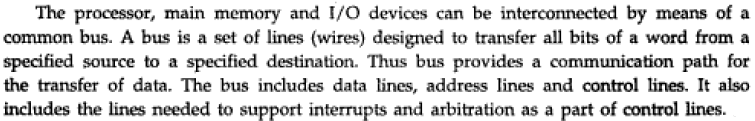 The processor, main memory and I/O devices can be interconnected by means of a
common bus. A bus is a set of lines (wires) designed to transfer all bits of a word from a
specified source to a specified destination. Thus bus provides a communication path for
the transfer of data. The bus includes data lines, address lines and control lines. It also
includes the lines needed to support interrupts and arbitration as a part of control lines.